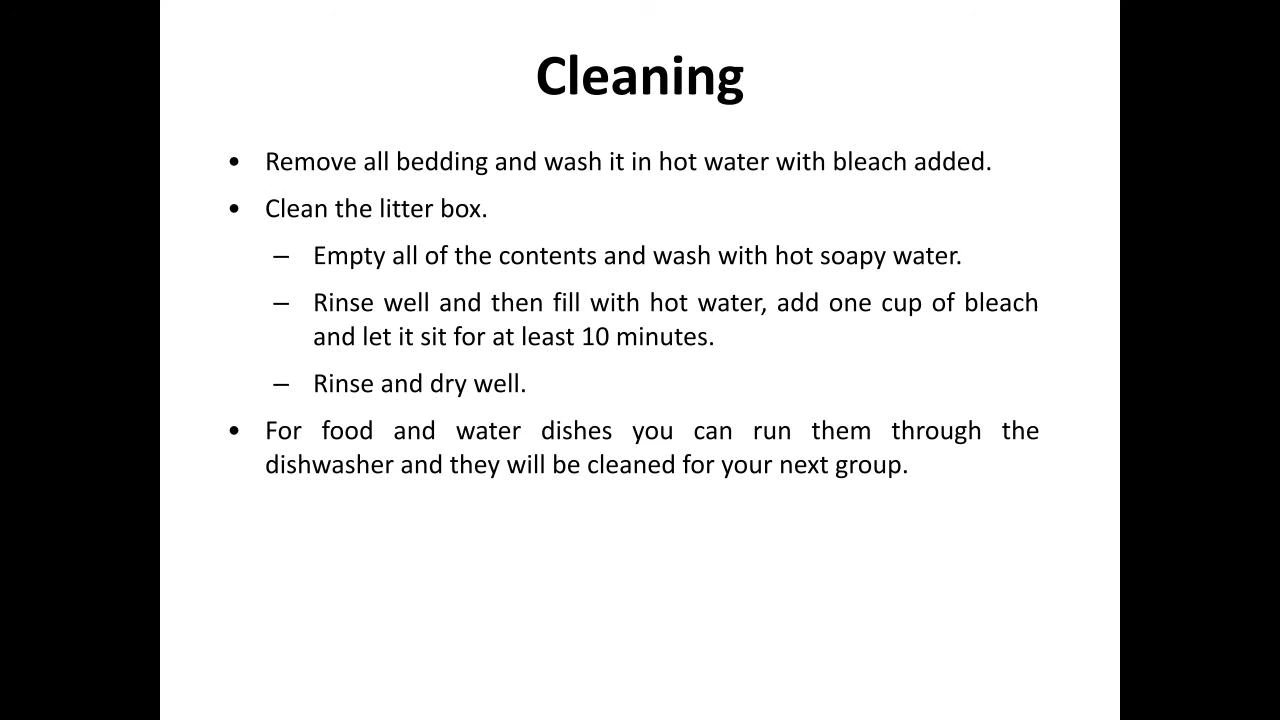 Cleaning
• Remove all bedding and wash it in hot water with bleach added.
• Clean the litter box.
– Empty all of the contents and wash with hot soapy water.
– Rinse well and then fill with hot water, add one cup of bleach
and let it sit for at least 10 minutes.
– Rinse and dry well.
• For food and water dishes you can run them through the
dishwasher and they will be cleaned for your next group.